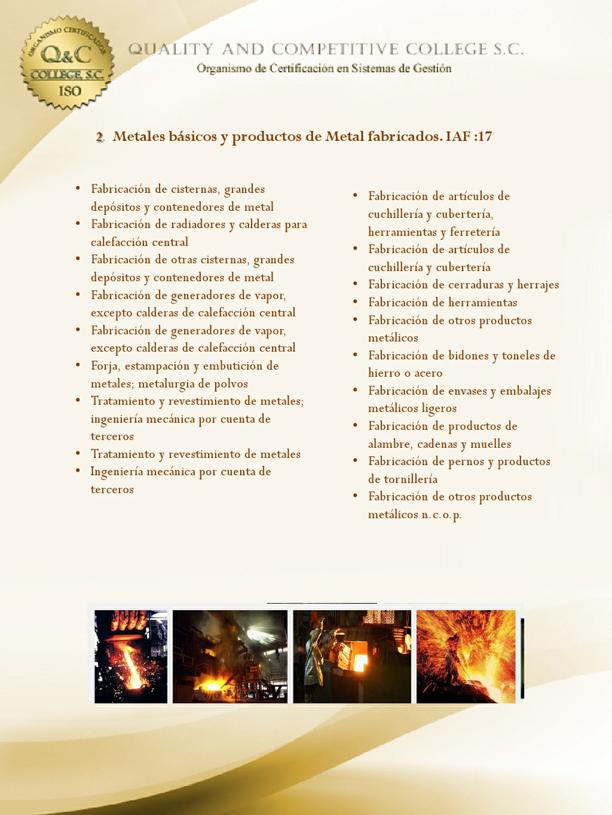 ORGANISMO CERTIFICADOR
Q&C
COLLEGE, S.C.
ISO
QUALITY AND COMPETITIVE COLLEGE S.C.
Organismo de Certificación en Sistemas de Gestión
2 Metales básicos y productos de Metal fabricados. IAF :17
• Fabricación de cisternas, grandes
depósitos y contenedores de metal
• Fabricación de radiadores y calderas para
calefacción central
• Fabricación de otras cisternas, grandes
depósitos y contenedores de metal
• Fabricación de generadores de vapor,
excepto calderas de calefacción central
• Fabricación de generadores de vapor,
excepto calderas de calefacción central
• Forja, estampación y embutición de
metales; metalurgia de polvos
• Tratamiento y revestimiento de metales;
ingeniería mecánica por cuenta de
terceros
• Tratamiento y revestimiento de metales
• Ingeniería mecánica por cuenta de
terceros
• Fabricación de artículos de
cuchillería y cubertería,
herramientas y ferretería
• Fabricación de artículos de
cuchillería y cubertería
• Fabricación de cerraduras y herrajes
• Fabricación de herramientas
• Fabricación de otros productos
metálicos
• Fabricación de bidones y toneles de
hierro o acero
• Fabricación de envases y embalajes
metálicos ligeros
• Fabricación de productos de
alambre, cadenas y muelles
• Fabricación de pernos y productos
de tornillería
• Fabricación de otros productos
metálicos n.c.o.p.